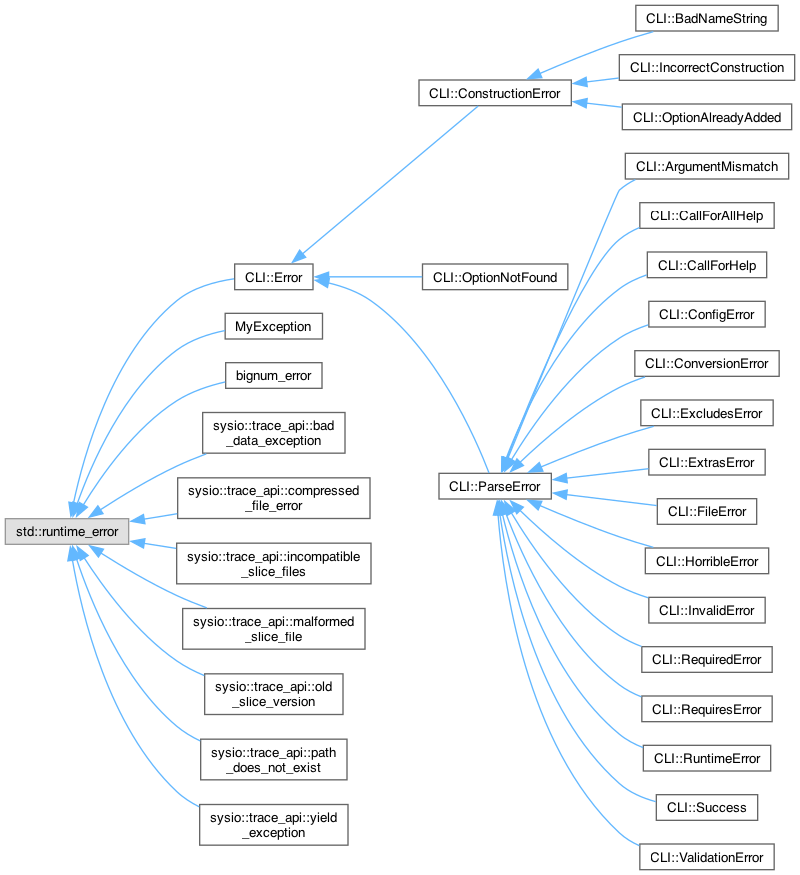 CLI::BadNameString
CLI::IncorrectConstruction
CLI::ConstructionError
CLI::OptionAlreadyAdded
CLI::ArgumentMismatch
CLI::CallForAllHelp
CLI::CallForHelp
CLI::Error
CLI::OptionNotFound
CLI::ConfigError
MyException
CLI::ConversionError
bignum_error
CLI::ExcludesError
sysio::trace_api::bad
_data_exception
CLI::ExtrasError
CLI::ParseError
sysio::trace_api::compressed
_file_error
CLI::FileError
std::runtime_error
sysio::trace_api::incompatible
_slice_files
CLI::HorribleError
CLI::InvalidError
sysio::trace_api::malformed
_slice_file
CLI::RequiredError
sysio::trace_api::old
_slice_version
CLI::RequiresError
sysio::trace_api::path
_does_not_exist
CLI::RuntimeError
CLI::Success
sysio::trace_api::yield
_exception
CLI::ValidationError